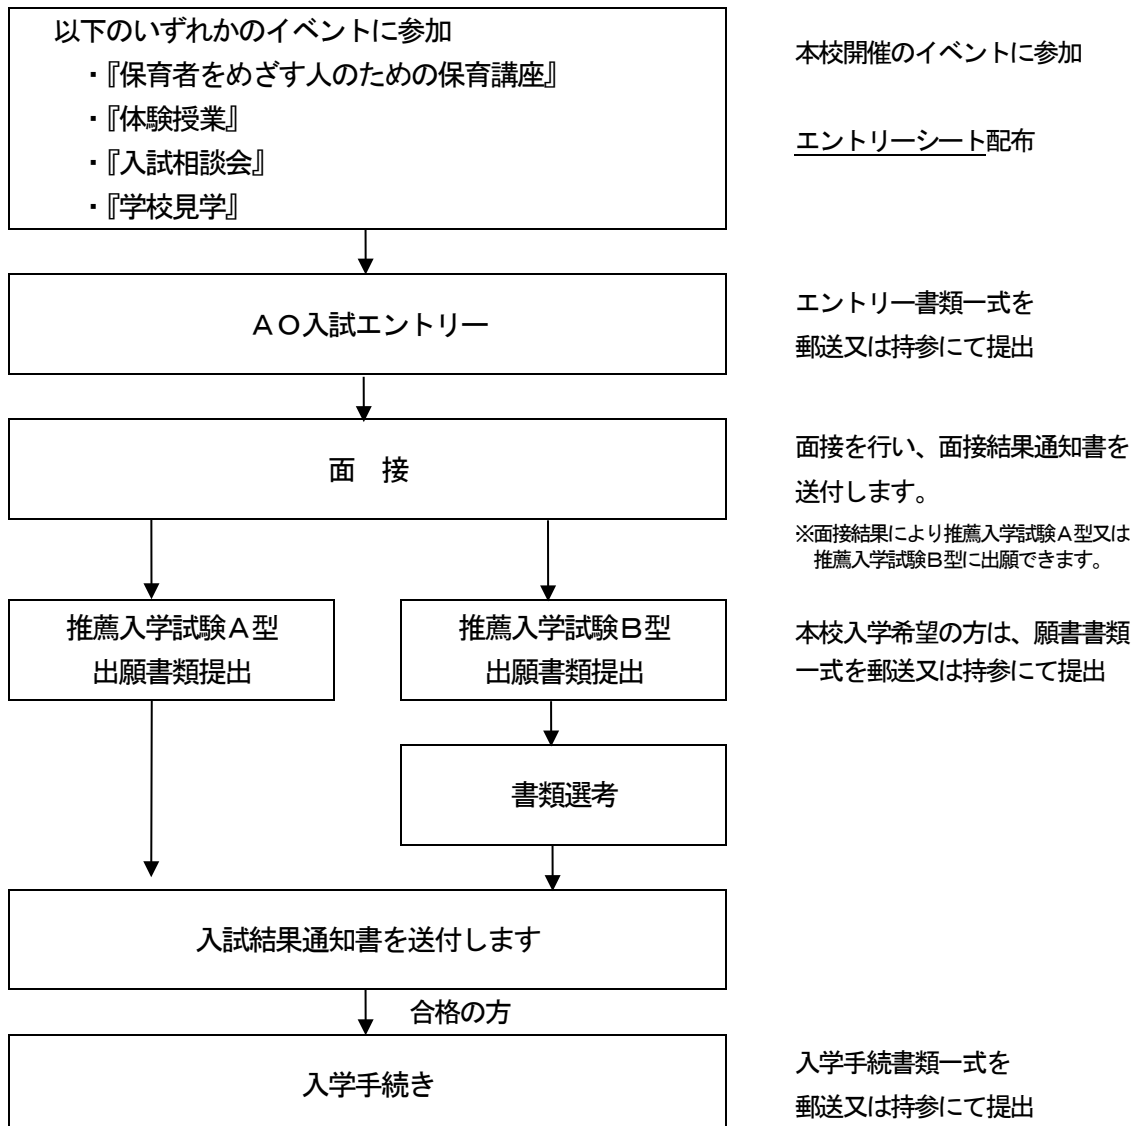 以下のいずれかのイベントに参加
・『保育者をめざす人のための保育講座』
・『体験授業』
・『入試相談会』
・『学校見学』
本校開催のイベントに参加
エントリーシート配布
ＡＯ入試エントリー
エントリー書類一式を
郵送又は持参にて提出
面　接
面接を行い、面接結果通知書を
送付します。
※面接結果により推薦入学試験Ａ型又は
推薦入学試験Ｂ型に出願できます。
推薦入学試験Ａ型
出願書類提出
推薦入学試験Ｂ型
出願書類提出
本校入学希望の方は、願書書類
一式を郵送又は持参にて提出
書類選考
入試結果通知書を送付します
合格の方
入学手続き
入学手続書類一式を
郵送又は持参にて提出